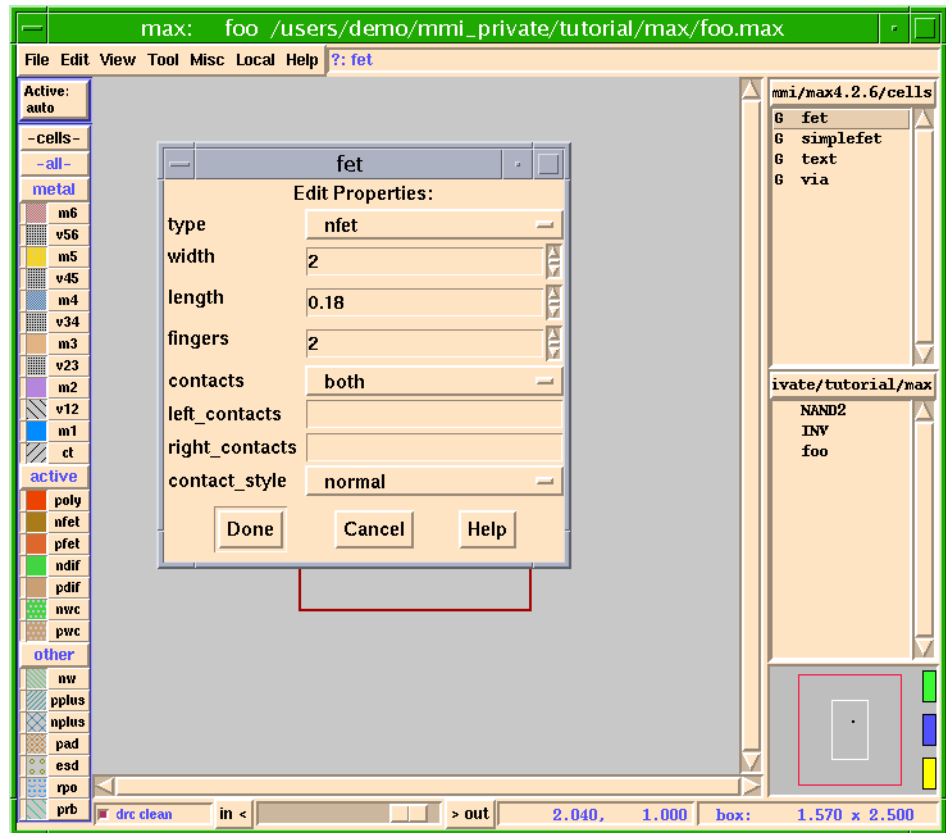 max: foo /users/demo/mmi_private/tutorial/max/foo.max
File Edit View Tool Misc Local Help ?: fet
Active:
auto
-cells-
-all-
metal
m6
v56
m5
v45
m4
v34
m3
v23
m2
v12
m1
ct
active
poly
nfet
pfet
ndif
pdif
nwc
pwc
other
nw
pplus
nplus
pad
esd
rpo
prb
fet
Edit Properties:
type nfet
width 2
length 0.18
fingers 2
contacts both
left_contacts
right_contacts
contact_style normal
Done Cancel Help
mmi/max4.2.6/cells
G fet
G simplefet
G text
G via
ivate/tutorial/max
NAND2
INV
foo
drc clean in < > out 2.040, 1.000 box: 1.570 x 2.500